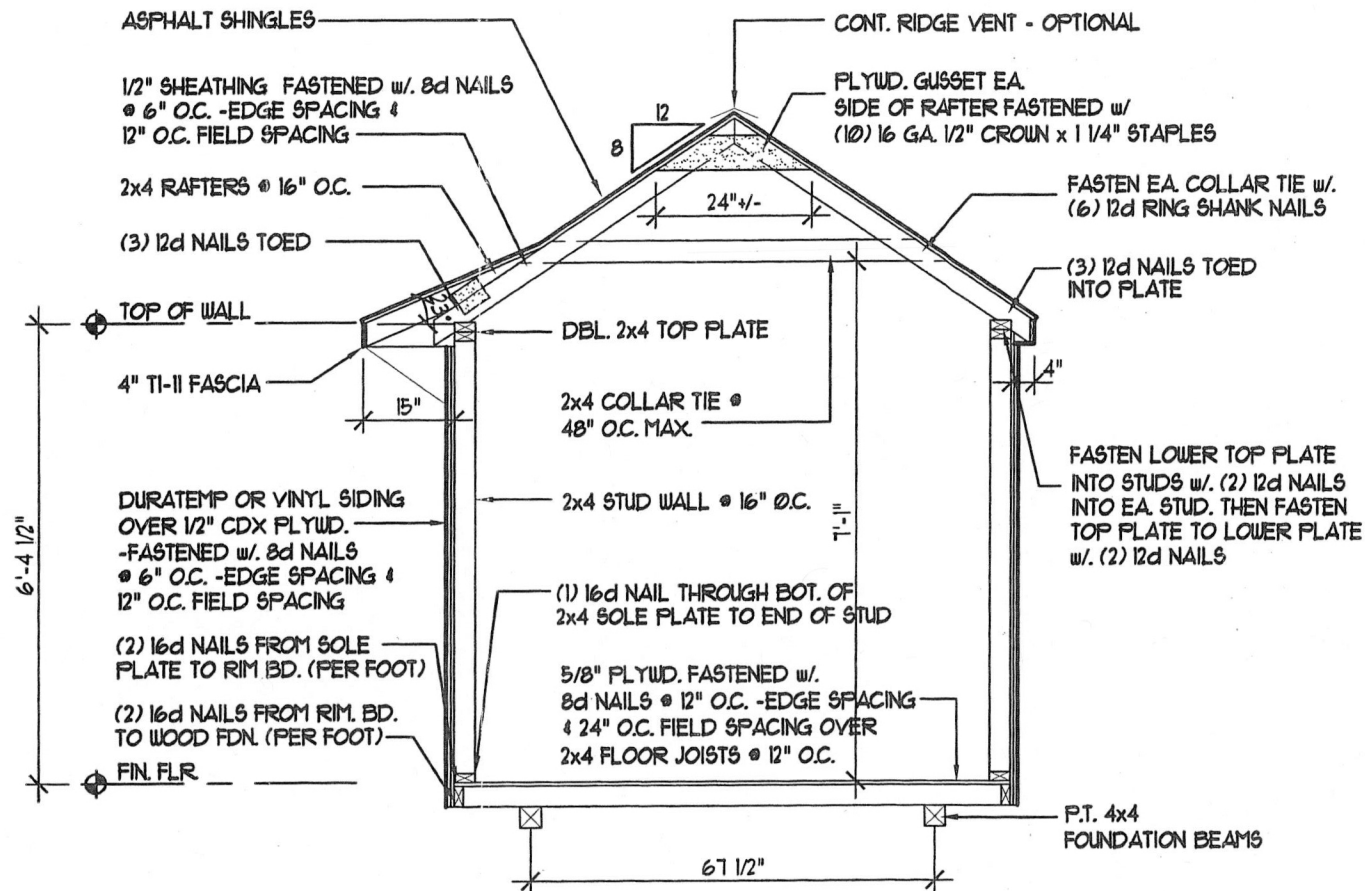 ASPHALT SHINGLES
1/2" SHEATHING FASTENED w/. 8d NAILS
@ 6" O.C. -EDGE SPACING &
12" O.C. FIELD SPACING
2x4 RAFTERS @ 16" O.C.
(3) 12d NAILS TOED
TOP OF WALL
4" T1-11 FASCIA
15"
23°
12
8
CONT. RIDGE VENT - OPTIONAL
PLYWD. GUSSET EA.
SIDE OF RAFTER FASTENED w/
(10) 16 GA. 1/2" CROWN x 1 1/4" STAPLES
24"+/-
FASTEN EA. COLLAR TIE w/.
(6) 12d RING SHANK NAILS
(3) 12d NAILS TOED
INTO PLATE
DBL. 2x4 TOP PLATE
4"
2x4 COLLAR TIE @
48" O.C. MAX.
FASTEN LOWER TOP PLATE
INTO STUDS w/. (2) 12d NAILS
INTO EA. STUD. THEN FASTEN
TOP PLATE TO LOWER PLATE
w/. (2) 12d NAILS
6'-4 1/2"
DURATEMP OR VINYL SIDING
OVER 1/2" CDX PLYWD.
-FASTENED w/. 8d NAILS
@ 6" O.C. -EDGE SPACING &
12" O.C. FIELD SPACING
2x4 STUD WALL @ 16" O.C.
7'-1"
(1) 16d NAIL THROUGH BOT. OF
2x4 SOLE PLATE TO END OF STUD
(2) 16d NAILS FROM SOLE
PLATE TO RIM BD. (PER FOOT)
5/8" PLYWD. FASTENED w/.
8d NAILS @ 12" O.C. -EDGE SPACING
& 24" O.C. FIELD SPACING OVER
2x4 FLOOR JOISTS @ 12" O.C.
(2) 16d NAILS FROM RIM. BD.
TO WOOD FDN. (PER FOOT)
FIN. FLR.
P.T. 4x4
FOUNDATION BEAMS
67 1/2"